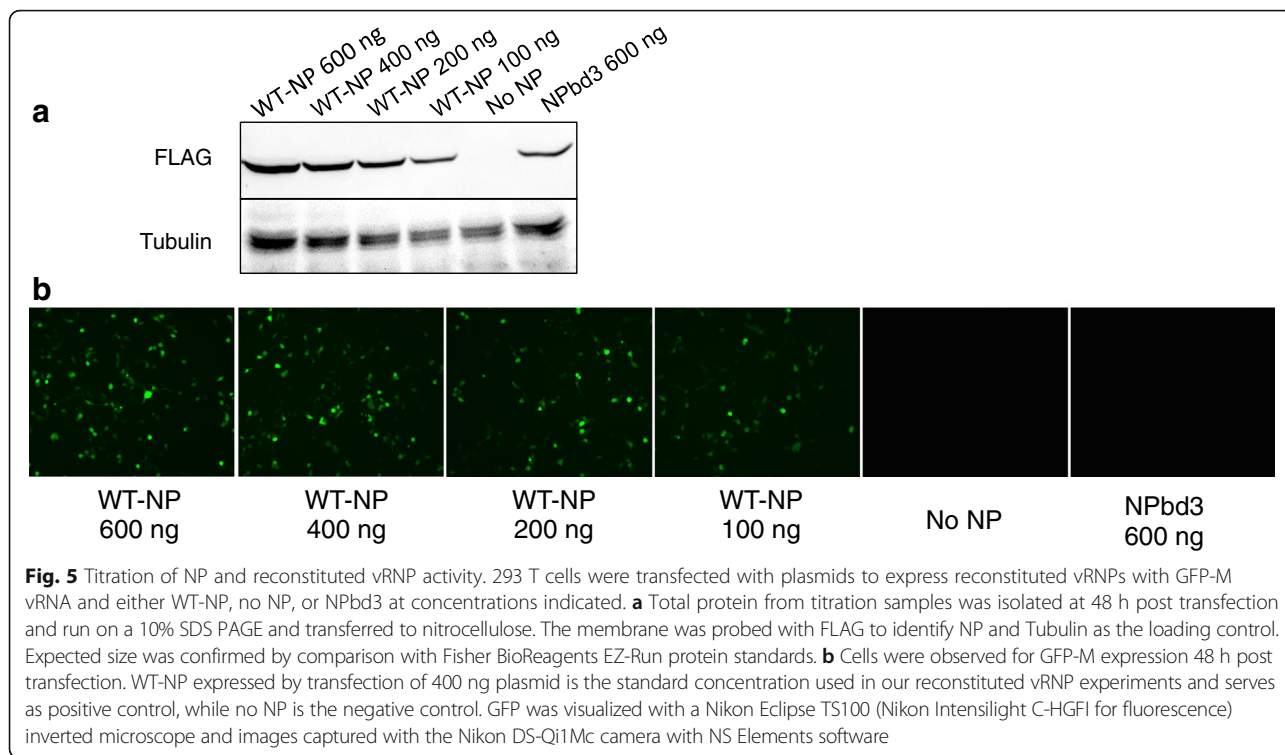 WT-NP 600 ng
WT-NP 400 ng
WT-NP 200 ng
WT-NP 100 ng
No NP
NPbd3 600 ng
a
FLAG
Tubulin
b
WT-NP
600 ng
WT-NP
400 ng
WT-NP
200 ng
WT-NP
100 ng
No NP
NPbd3
600 ng
Fig. 5 Titration of NP and reconstituted vRNP activity. 293 T cells were transfected with plasmids to express reconstituted vRNPs with GFP-M
vRNA and either WT-NP, no NP, or NPbd3 at concentrations indicated. a Total protein from titration samples was isolated at 48 h post transfection
and run on a 10% SDS PAGE and transferred to nitrocellulose. The membrane was probed with FLAG to identify NP and Tubulin as the loading control.
Expected size was confirmed by comparison with Fisher BioReagents EZ-Run protein standards. b Cells were observed for GFP-M expression 48 h post
transfection. WT-NP expressed by transfection of 400 ng plasmid is the standard concentration used in our reconstituted vRNP experiments and serves
as positive control, while no NP is the negative control. GFP was visualized with a Nikon Eclipse TS100 (Nikon Intensilight C-HGFI for fluorescence)
inverted microscope and images captured with the Nikon DS-Qi1Mc camera with NS Elements software